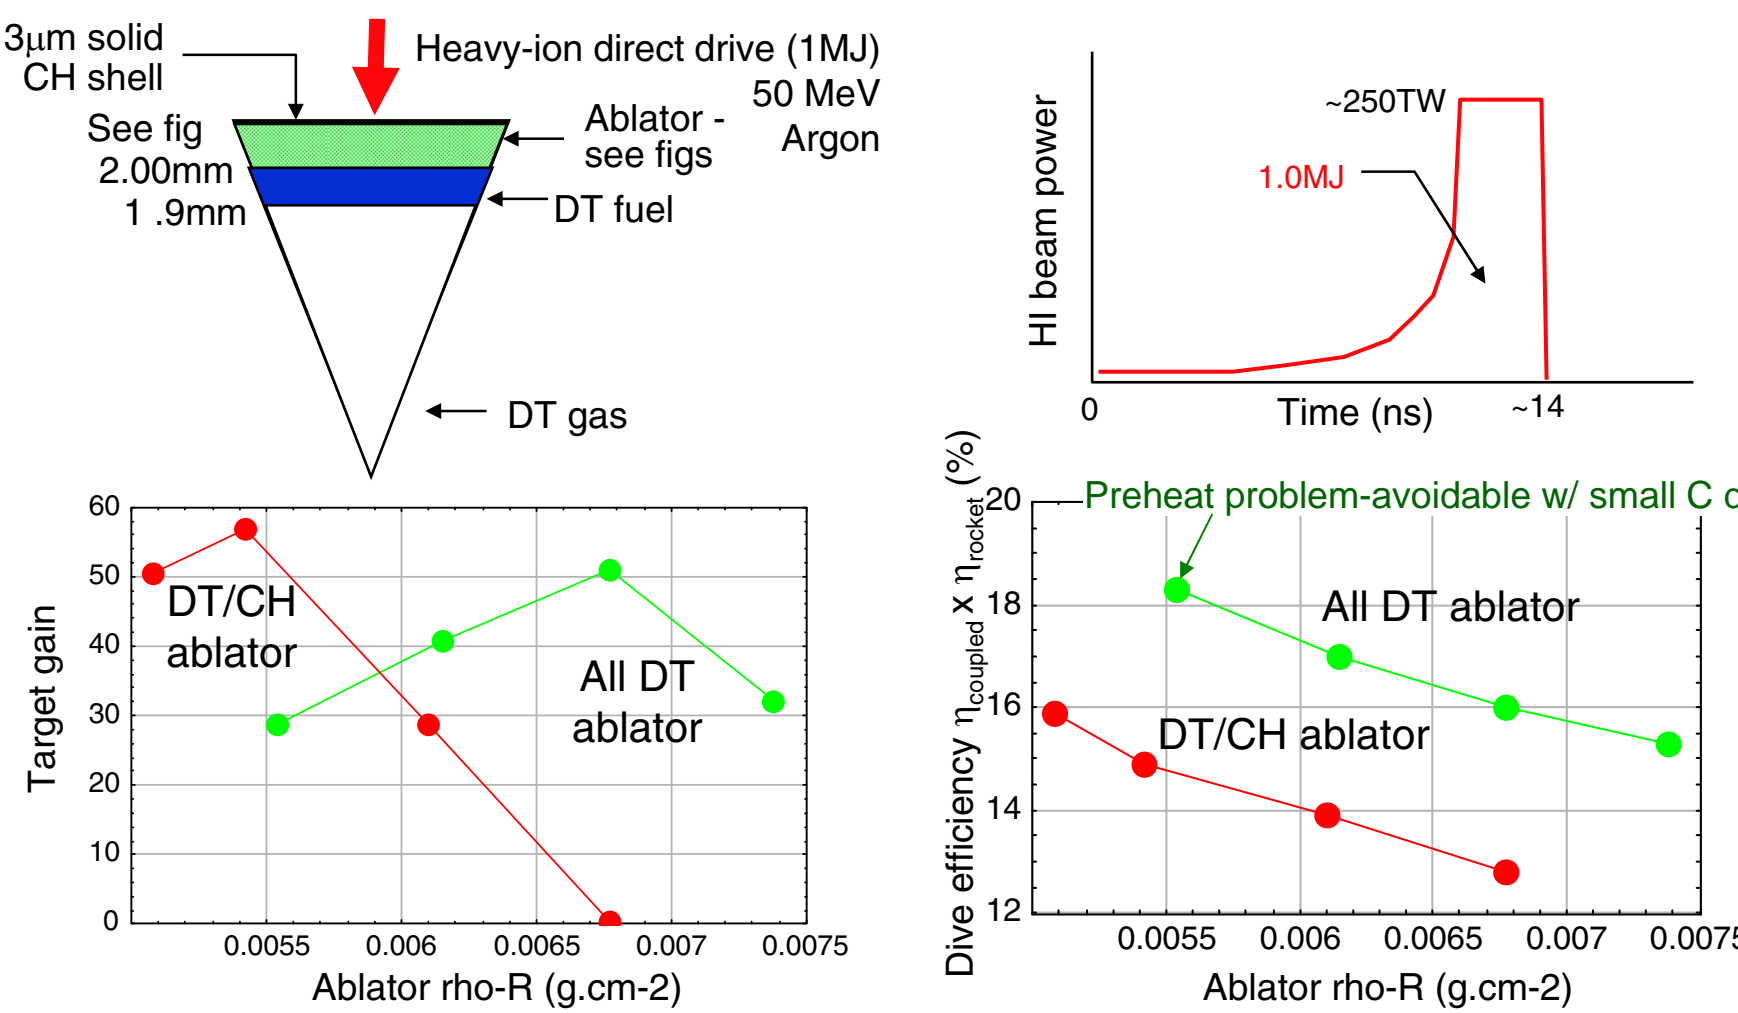 3μm solid
CH shell
Heavy-ion direct drive (1MJ)
50 MeV
Argon
See fig
2.00mm
1 .9mm
Ablator -
see figs
DT fuel
DT gas
HI beam power
~250TW
1.0MJ
0
Time (ns)
~14
Target gain
60
50
40
30
20
10
0
DT/CH
ablator
All DT
ablator
0.0055
0.006
0.0065
0.007
0.0075
Ablator rho-R (g.cm-2)
Dive efficiency ηcoupled x ηrocket (%)
Preheat problem-avoidable w/ small C
20
18
16
14
12
All DT ablator
DT/CH ablator
0.0055
0.006
0.0065
0.007
0.0075
Ablator rho-R (g.cm-2)